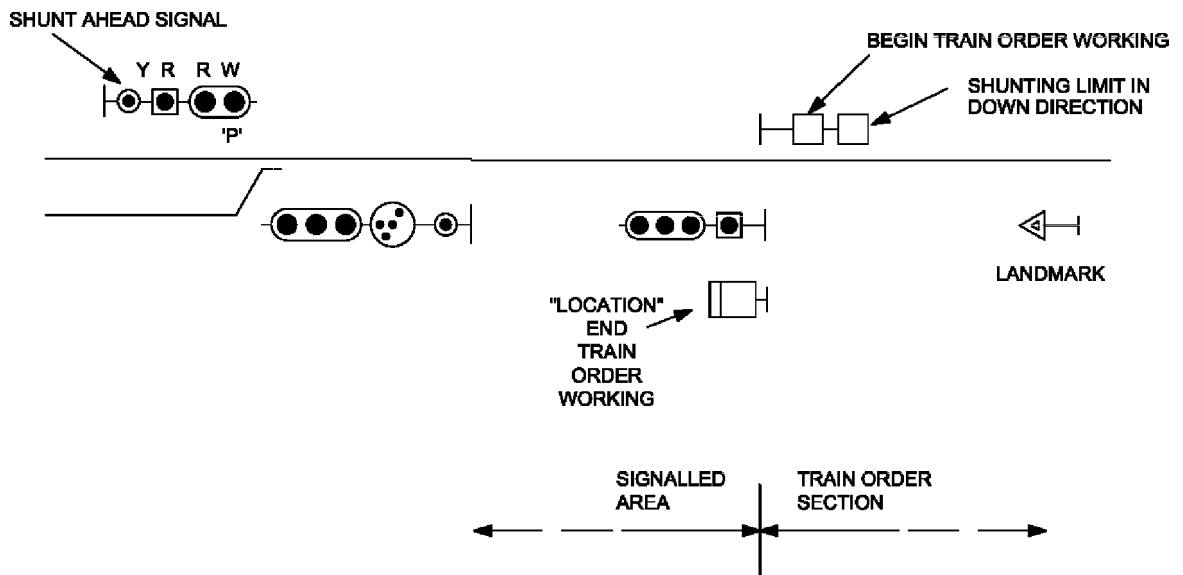 SHUNT AHEAD SIGNAL
Y R R W
'P'
BEGIN TRAIN ORDER WORKING
SHUNTING LIMIT IN
DOWN DIRECTION
LANDMARK
"LOCATION"
END
TRAIN
ORDER
WORKING
SIGNALLED
AREA
TRAIN ORDER
SECTION